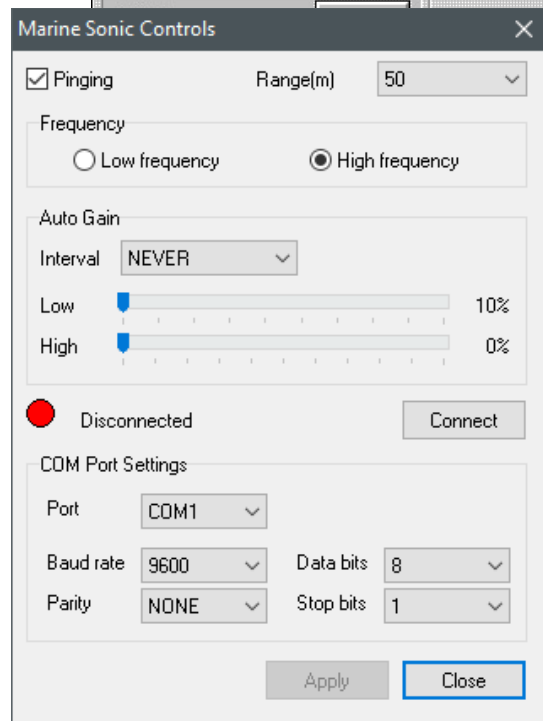 Marine Sonic Controls
Pinging Range(m) 50
Frequency
Low frequency High frequency
Auto Gain
Interval NEVER
Low 10%
High 0%
Disconnected Connect
COM Port Settings
Port COM1
Baud rate 9600 Data bits 8
Parity NONE Stop bits 1
Apply Close